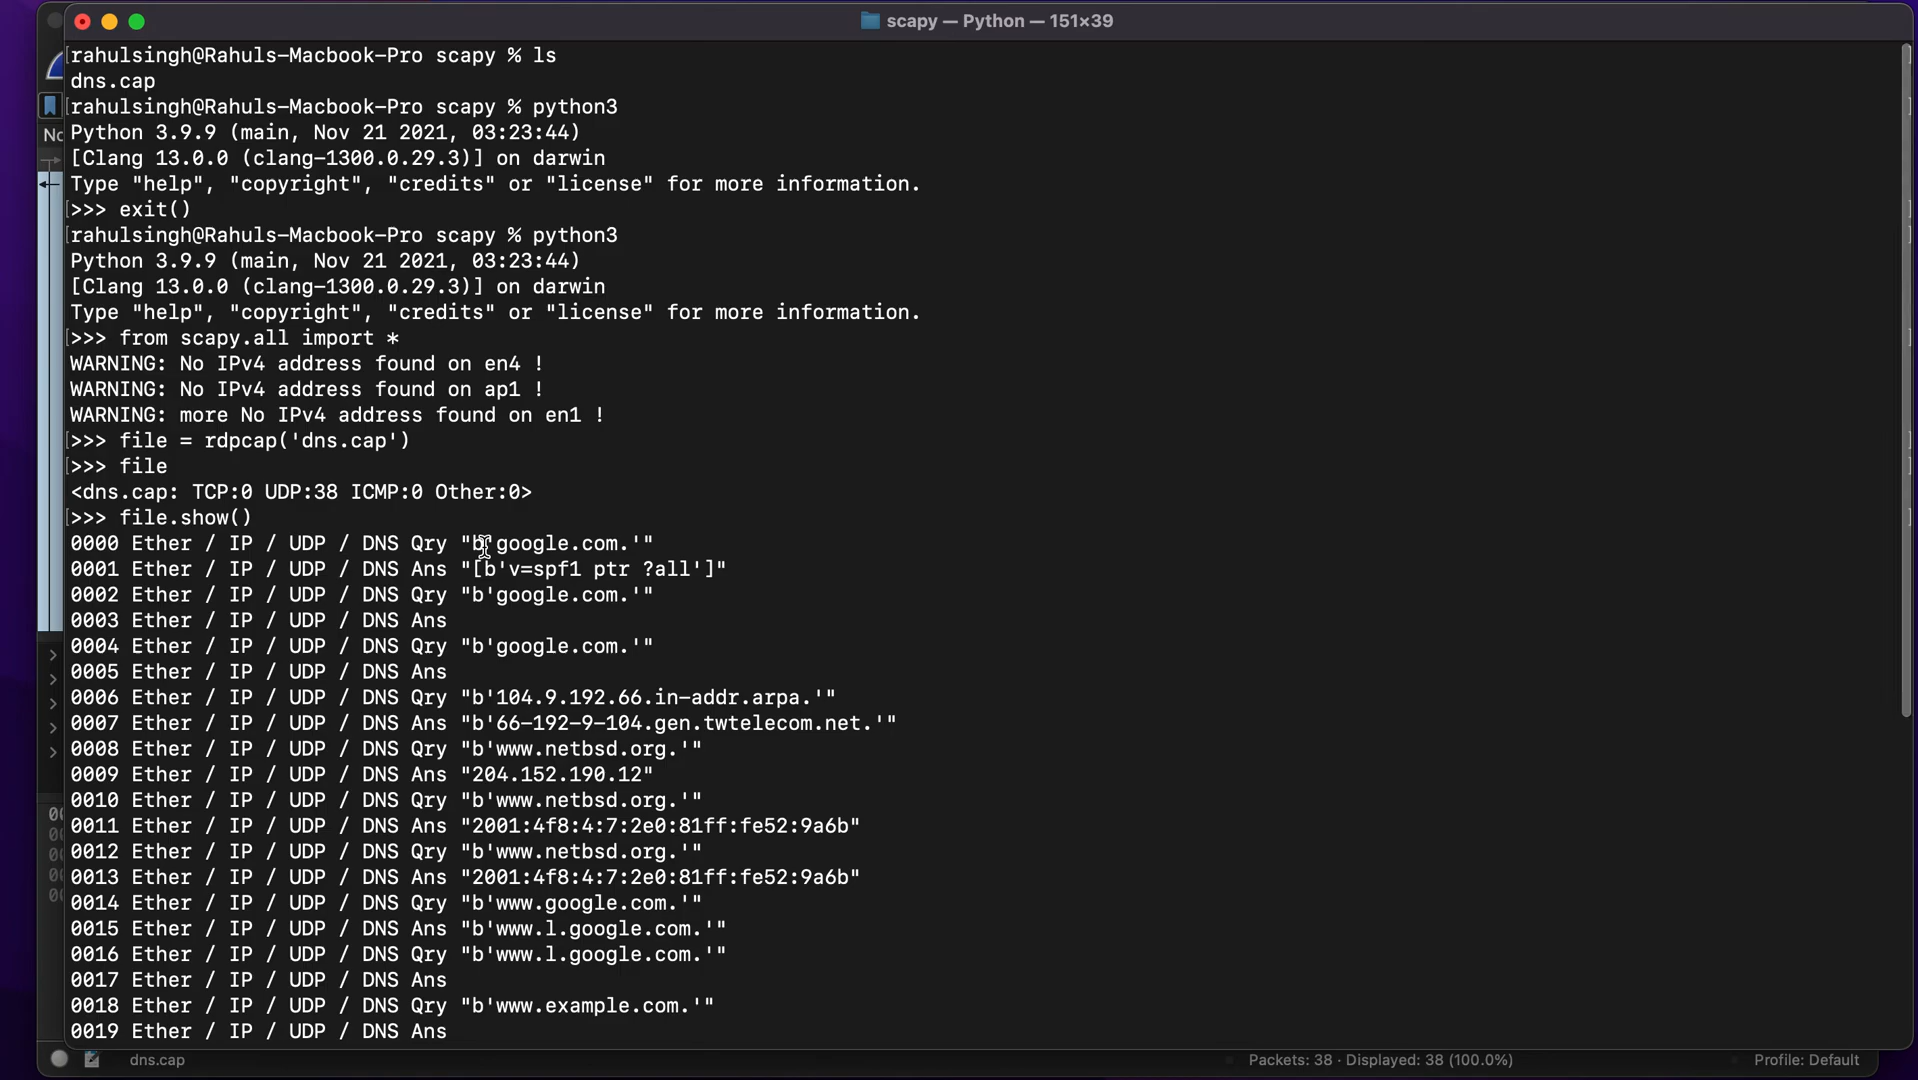 scapy — Python — 151×39
[rahulsingh@Rahuls-Macbook-Pro scapy % ls
dns.cap
[rahulsingh@Rahuls-Macbook-Pro scapy % python3
Python 3.9.9 (main, Nov 21 2021, 03:23:44)
[Clang 13.0.0 (clang-1300.0.29.3)] on darwin
Type "help", "copyright", "credits" or "license" for more information.
[>>> exit()
[rahulsingh@Rahuls-Macbook-Pro scapy % python3
Python 3.9.9 (main, Nov 21 2021, 03:23:44)
[Clang 13.0.0 (clang-1300.0.29.3)] on darwin
Type "help", "copyright", "credits" or "license" for more information.
[>>> from scapy.all import *
WARNING: No IPv4 address found on en4 !
WARNING: No IPv4 address found on ap1 !
WARNING: more No IPv4 address found on en1 !
[>>> file = rdpcap('dns.cap')
[>>> file
<dns.cap: TCP:0 UDP:38 ICMP:0 Other:0>
[>>> file.show()
0000 Ether / IP / UDP / DNS Qry "b'google.com.'"
0001 Ether / IP / UDP / DNS Ans "[b'v=spf1 ptr ?all']"
0002 Ether / IP / UDP / DNS Qry "b'google.com.'"
0003 Ether / IP / UDP / DNS Ans
0004 Ether / IP / UDP / DNS Qry "b'google.com.'"
0005 Ether / IP / UDP / DNS Ans
0006 Ether / IP / UDP / DNS Qry "b'104.9.192.66.in-addr.arpa.'"
0007 Ether / IP / UDP / DNS Ans "b'66-192-9-104.gen.twtelecom.net.'"
0008 Ether / IP / UDP / DNS Qry "b'www.netbsd.org.'"
0009 Ether / IP / UDP / DNS Ans "204.152.190.12"
0010 Ether / IP / UDP / DNS Qry "b'www.netbsd.org.'"
0011 Ether / IP / UDP / DNS Ans "2001:4f8:4:7:2e0:81ff:fe52:9a6b"
0012 Ether / IP / UDP / DNS Qry "b'www.netbsd.org.'"
0013 Ether / IP / UDP / DNS Ans "2001:4f8:4:7:2e0:81ff:fe52:9a6b"
0014 Ether / IP / UDP / DNS Qry "b'www.google.com.'"
0015 Ether / IP / UDP / DNS Ans "b'www.l.google.com.'"
0016 Ether / IP / UDP / DNS Qry "b'www.l.google.com.'"
0017 Ether / IP / UDP / DNS Ans
0018 Ether / IP / UDP / DNS Qry "b'www.example.com.'"
0019 Ether / IP / UDP / DNS Ans
dns.cap
Packets: 38 · Displayed: 38 (100.0%)
Profile: Default